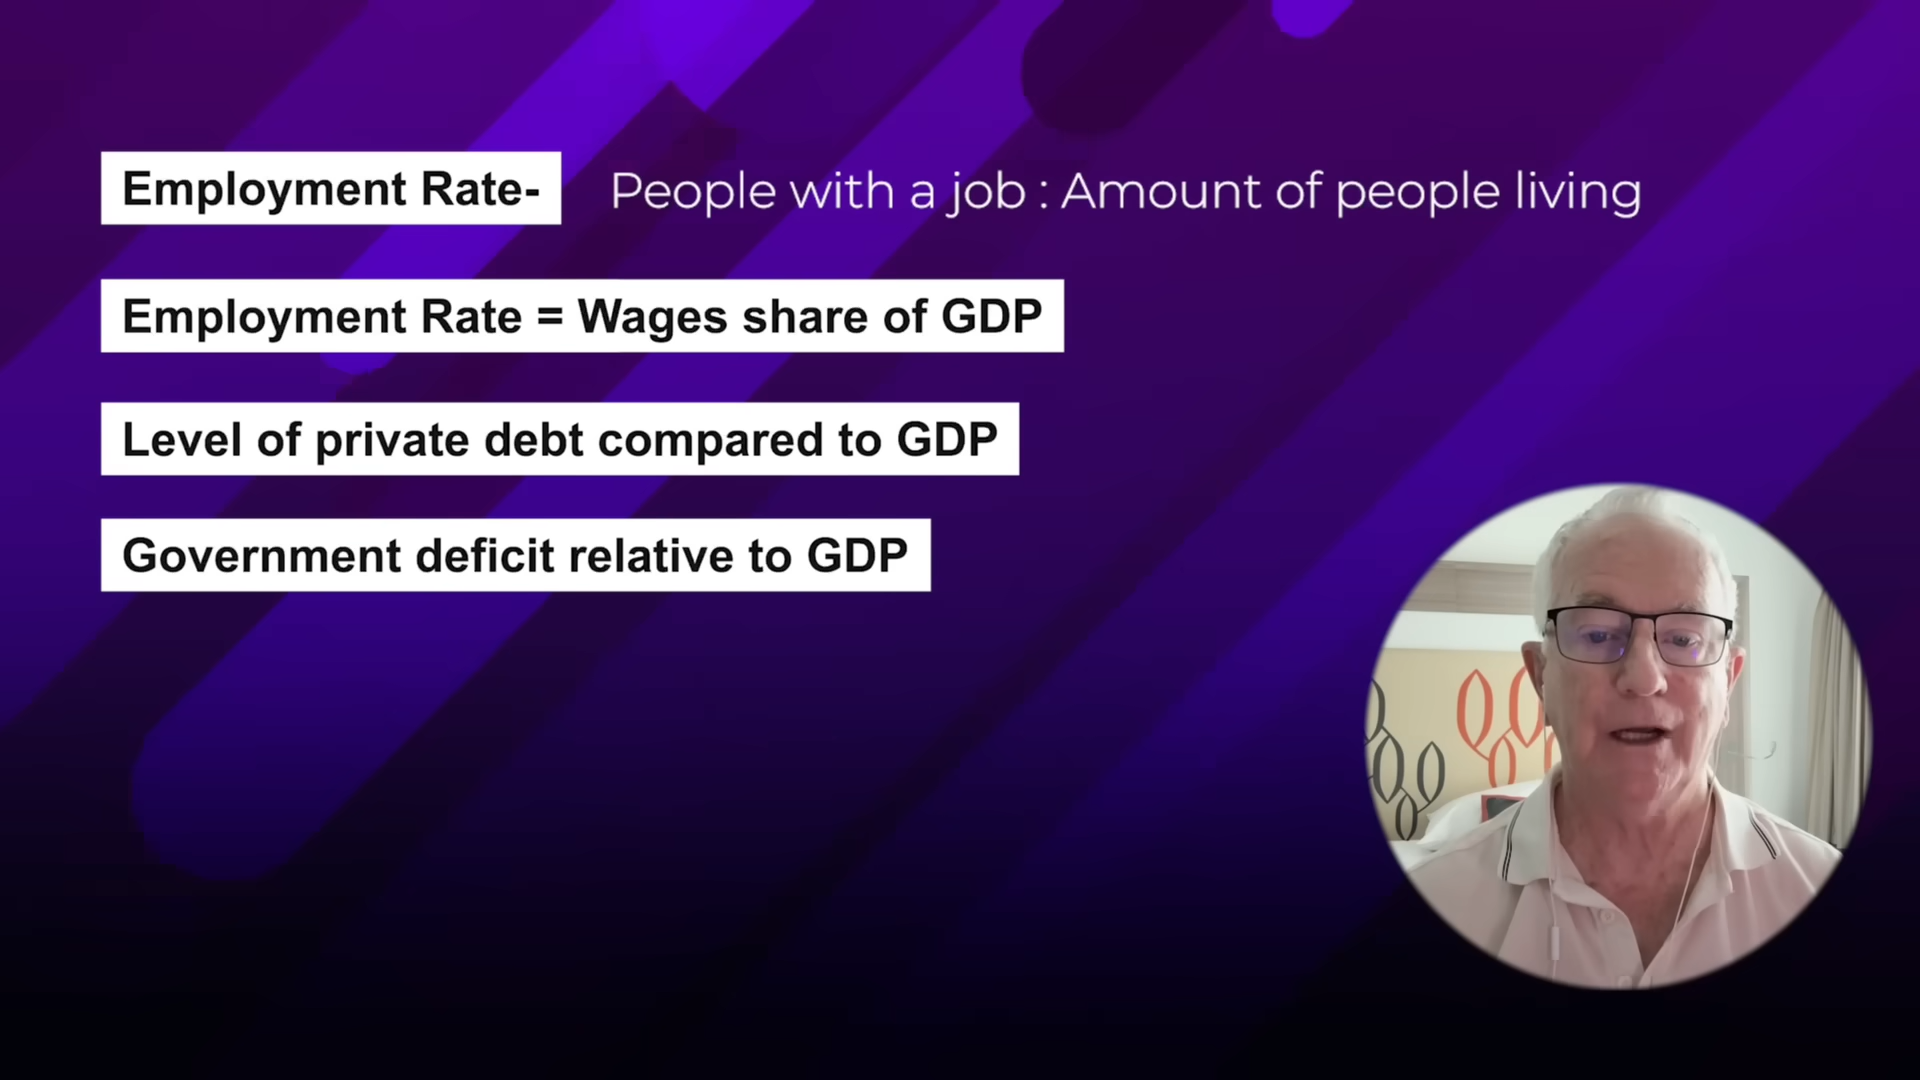 Employment Rate- People with a job : Amount of people living
Employment Rate = Wages share of GDP
Level of private debt compared to GDP
Government deficit relative to GDP